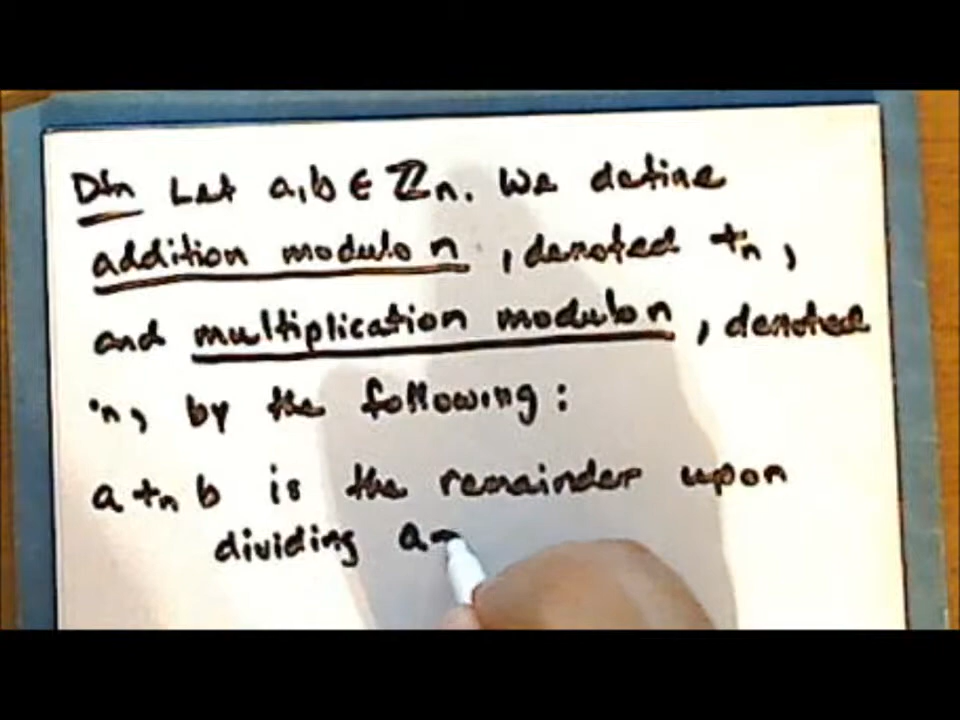 Dfn Let a,b ∈ ℤn. We define
addition modulo n, denoted +n,
and multiplication modulo n, denoted
·n, by the following:
a +n b is the remainder upon
dividing a